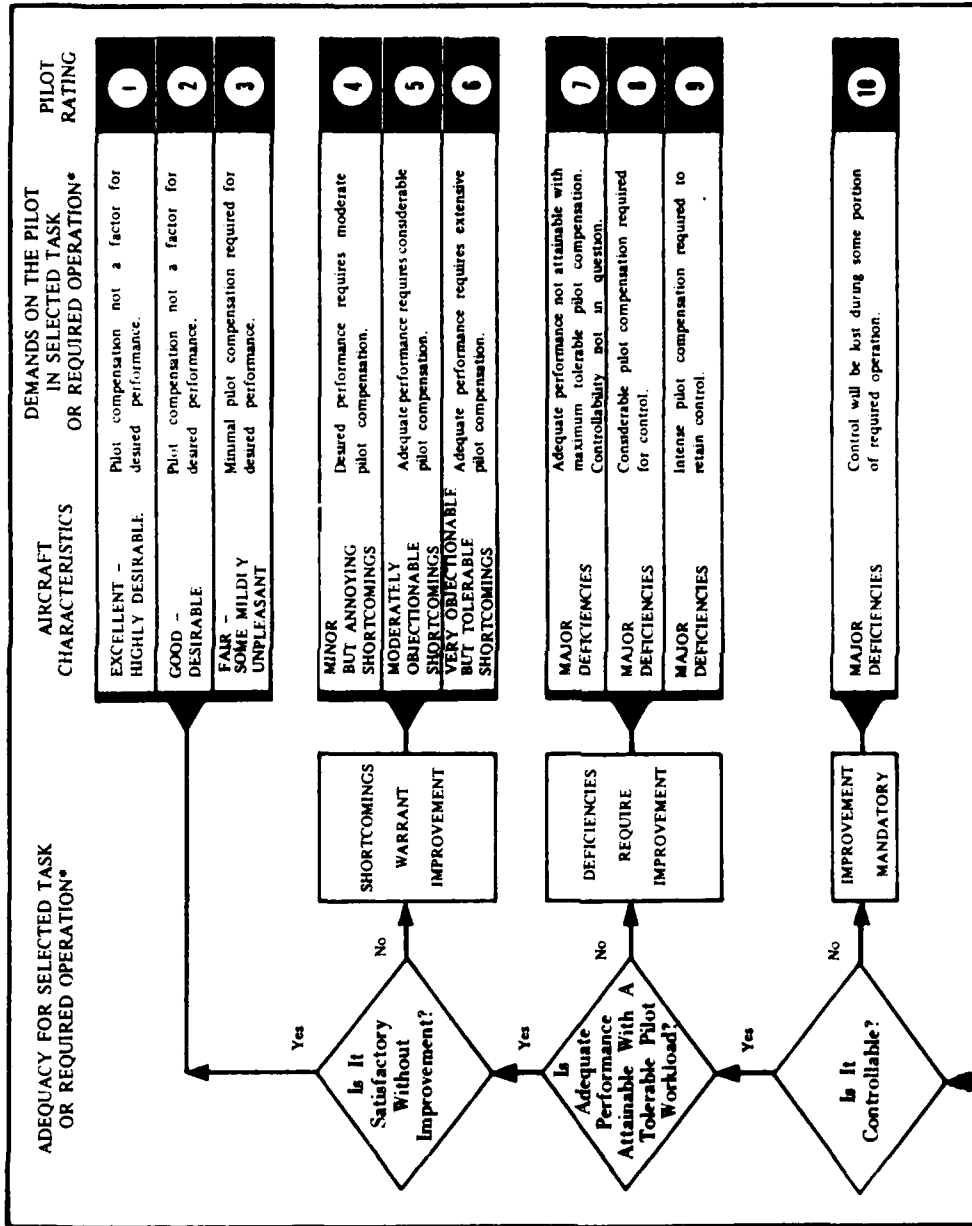 ADEQUACY FOR SELECTED TASK
OR REQUIRED OPERATION*
AIRCRAFT
CHARACTERISTICS
DEMANDS ON THE PILOT
IN SELECTED TASK
OR REQUIRED OPERATION*
PILOT
RATING
EXCELLENT –
HIGHLY DESIRABLE
Pilot compensation not a factor for
desired performance.
1
GOOD –
DESIRABLE
Pilot compensation not a factor for
desired performance.
2
FAIR –
SOME MILDLY
UNPLEASANT
Minimal pilot compensation required for
desired performance.
3
Yes
Is It
Satisfactory
Without
Improvement?
No
SHORTCOMINGS
WARRANT
IMPROVEMENT
MINOR
BUT ANNOYING
SHORTCOMINGS
Desired performance requires moderate
pilot compensation.
4
MODERATELY
OBJECTIONABLE
SHORTCOMINGS
Adequate performance requires considerable
pilot compensation.
5
VERY OBJECTIONABLE
BUT TOLERABLE
SHORTCOMINGS
Adequate performance requires extensive
pilot compensation.
6
Yes
Is
Adequate
Performance
Attainable With A
Tolerable Pilot
Workload?
No
DEFICIENCIES
REQUIRE
IMPROVEMENT
MAJOR
DEFICIENCIES
Adequate performance not attainable with
maximum tolerable pilot compensation.
Controllability not in question.
7
MAJOR
DEFICIENCIES
Considerable pilot compensation required
for control.
8
MAJOR
DEFICIENCIES
Intense pilot compensation required to
retain control.
9
Yes
Is It
Controllable?
No
IMPROVEMENT
MANDATORY
MAJOR
DEFICIENCIES
Control will be lost during some portion
of required operation.
10